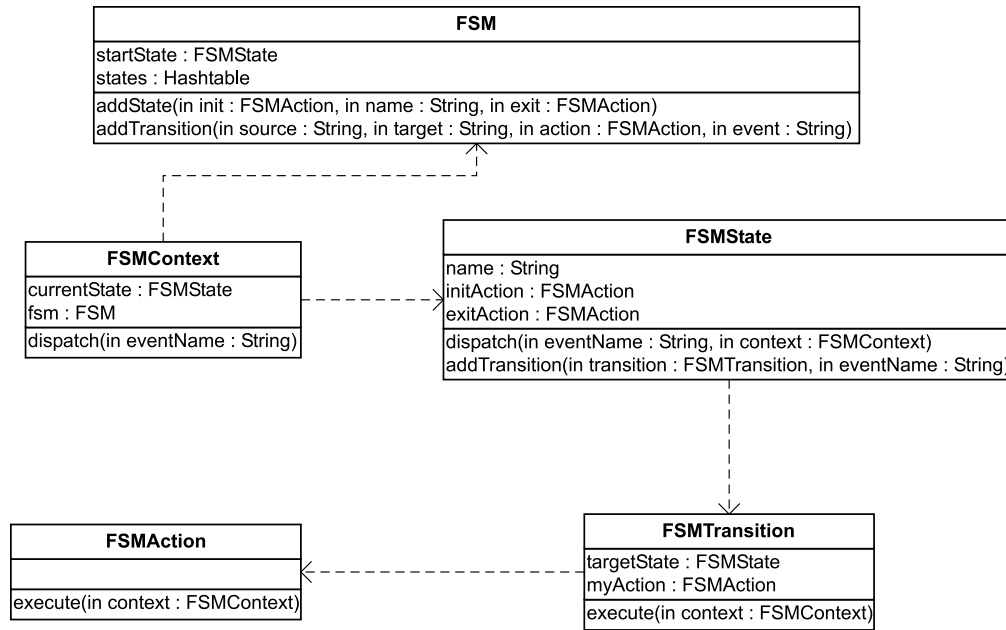 FSM
startState : FSMState
states : Hashtable
addState(in init : FSMAction, in name : String, in exit : FSMAction)
addTransition(in source : String, in target : String, in action : FSMAction, in event : String)
FSMContext
currentState : FSMState
fsm : FSM
dispatch(in eventName : String)
FSMState
name : String
initAction : FSMAction
exitAction : FSMAction
dispatch(in eventName : String, in context : FSMContext)
addTransition(in transition : FSMTransition, in eventName : String)
FSMAction
execute(in context : FSMContext)
FSMTransition
targetState : FSMState
myAction : FSMAction
execute(in context : FSMContext)